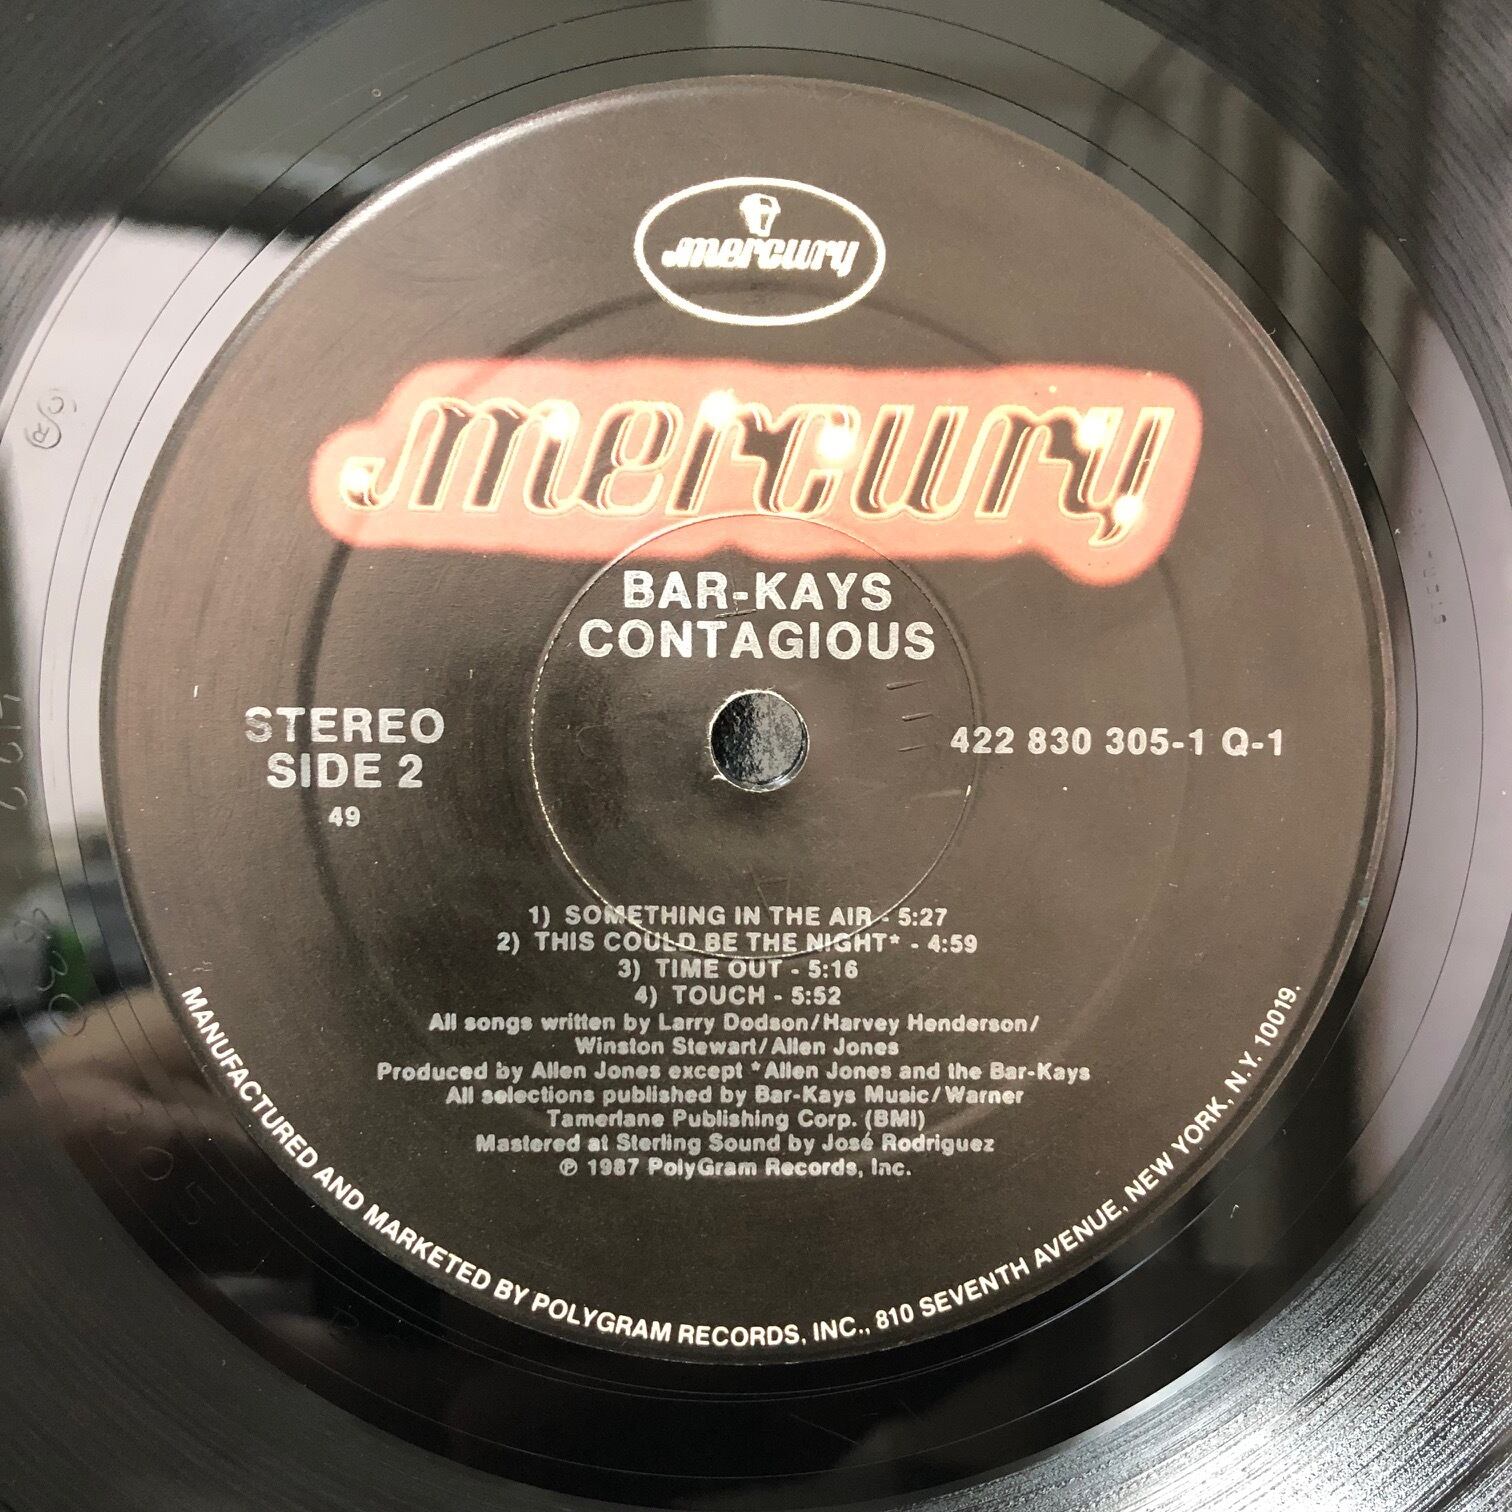 mercury
mercury
BAR-KAYS
CONTAGIOUS
STEREO
SIDE 2
49
422 830 305-1 Q-1
1) SOMETHING IN THE AIR - 5:27
2) THIS COULD BE THE NIGHT* - 4:59
3) TIME OUT - 5:16
4) TOUCH - 5:52
All songs written by Larry Dodson/Harvey Henderson/
Winston Stewart/Allen Jones
Produced by Allen Jones except *Allen Jones and the Bar-Kays
All selections published by Bar-Kays Music/Warner
Tamerlane Publishing Corp. (BMI)
Mastered at Sterling Sound by José Rodriguez
℗ 1987 PolyGram Records, Inc.
MANUFACTURED AND MARKETED BY POLYGRAM RECORDS, INC., 810 SEVENTH AVENUE, NEW YORK, N.Y. 10019.